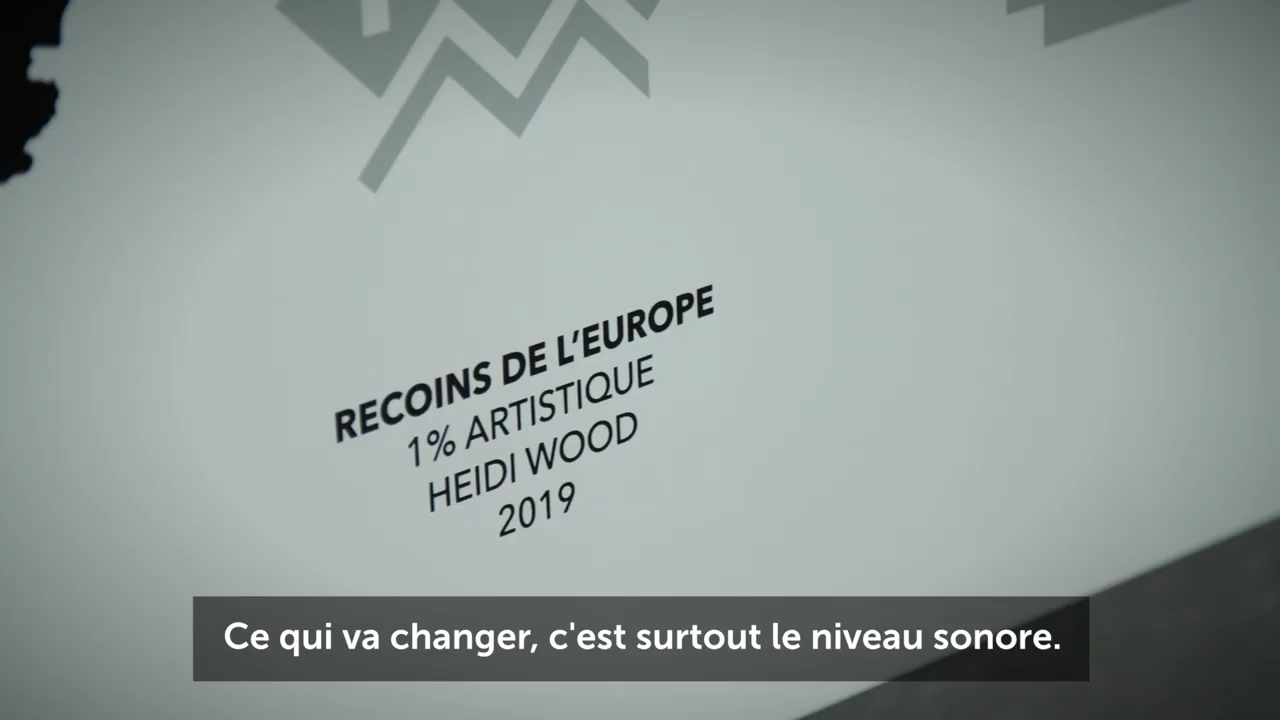 RECOINS DE L'EUROPE
1% ARTISTIQUE
HEIDI WOOD
2019
Ce qui va changer, c'est surtout le niveau sonore.